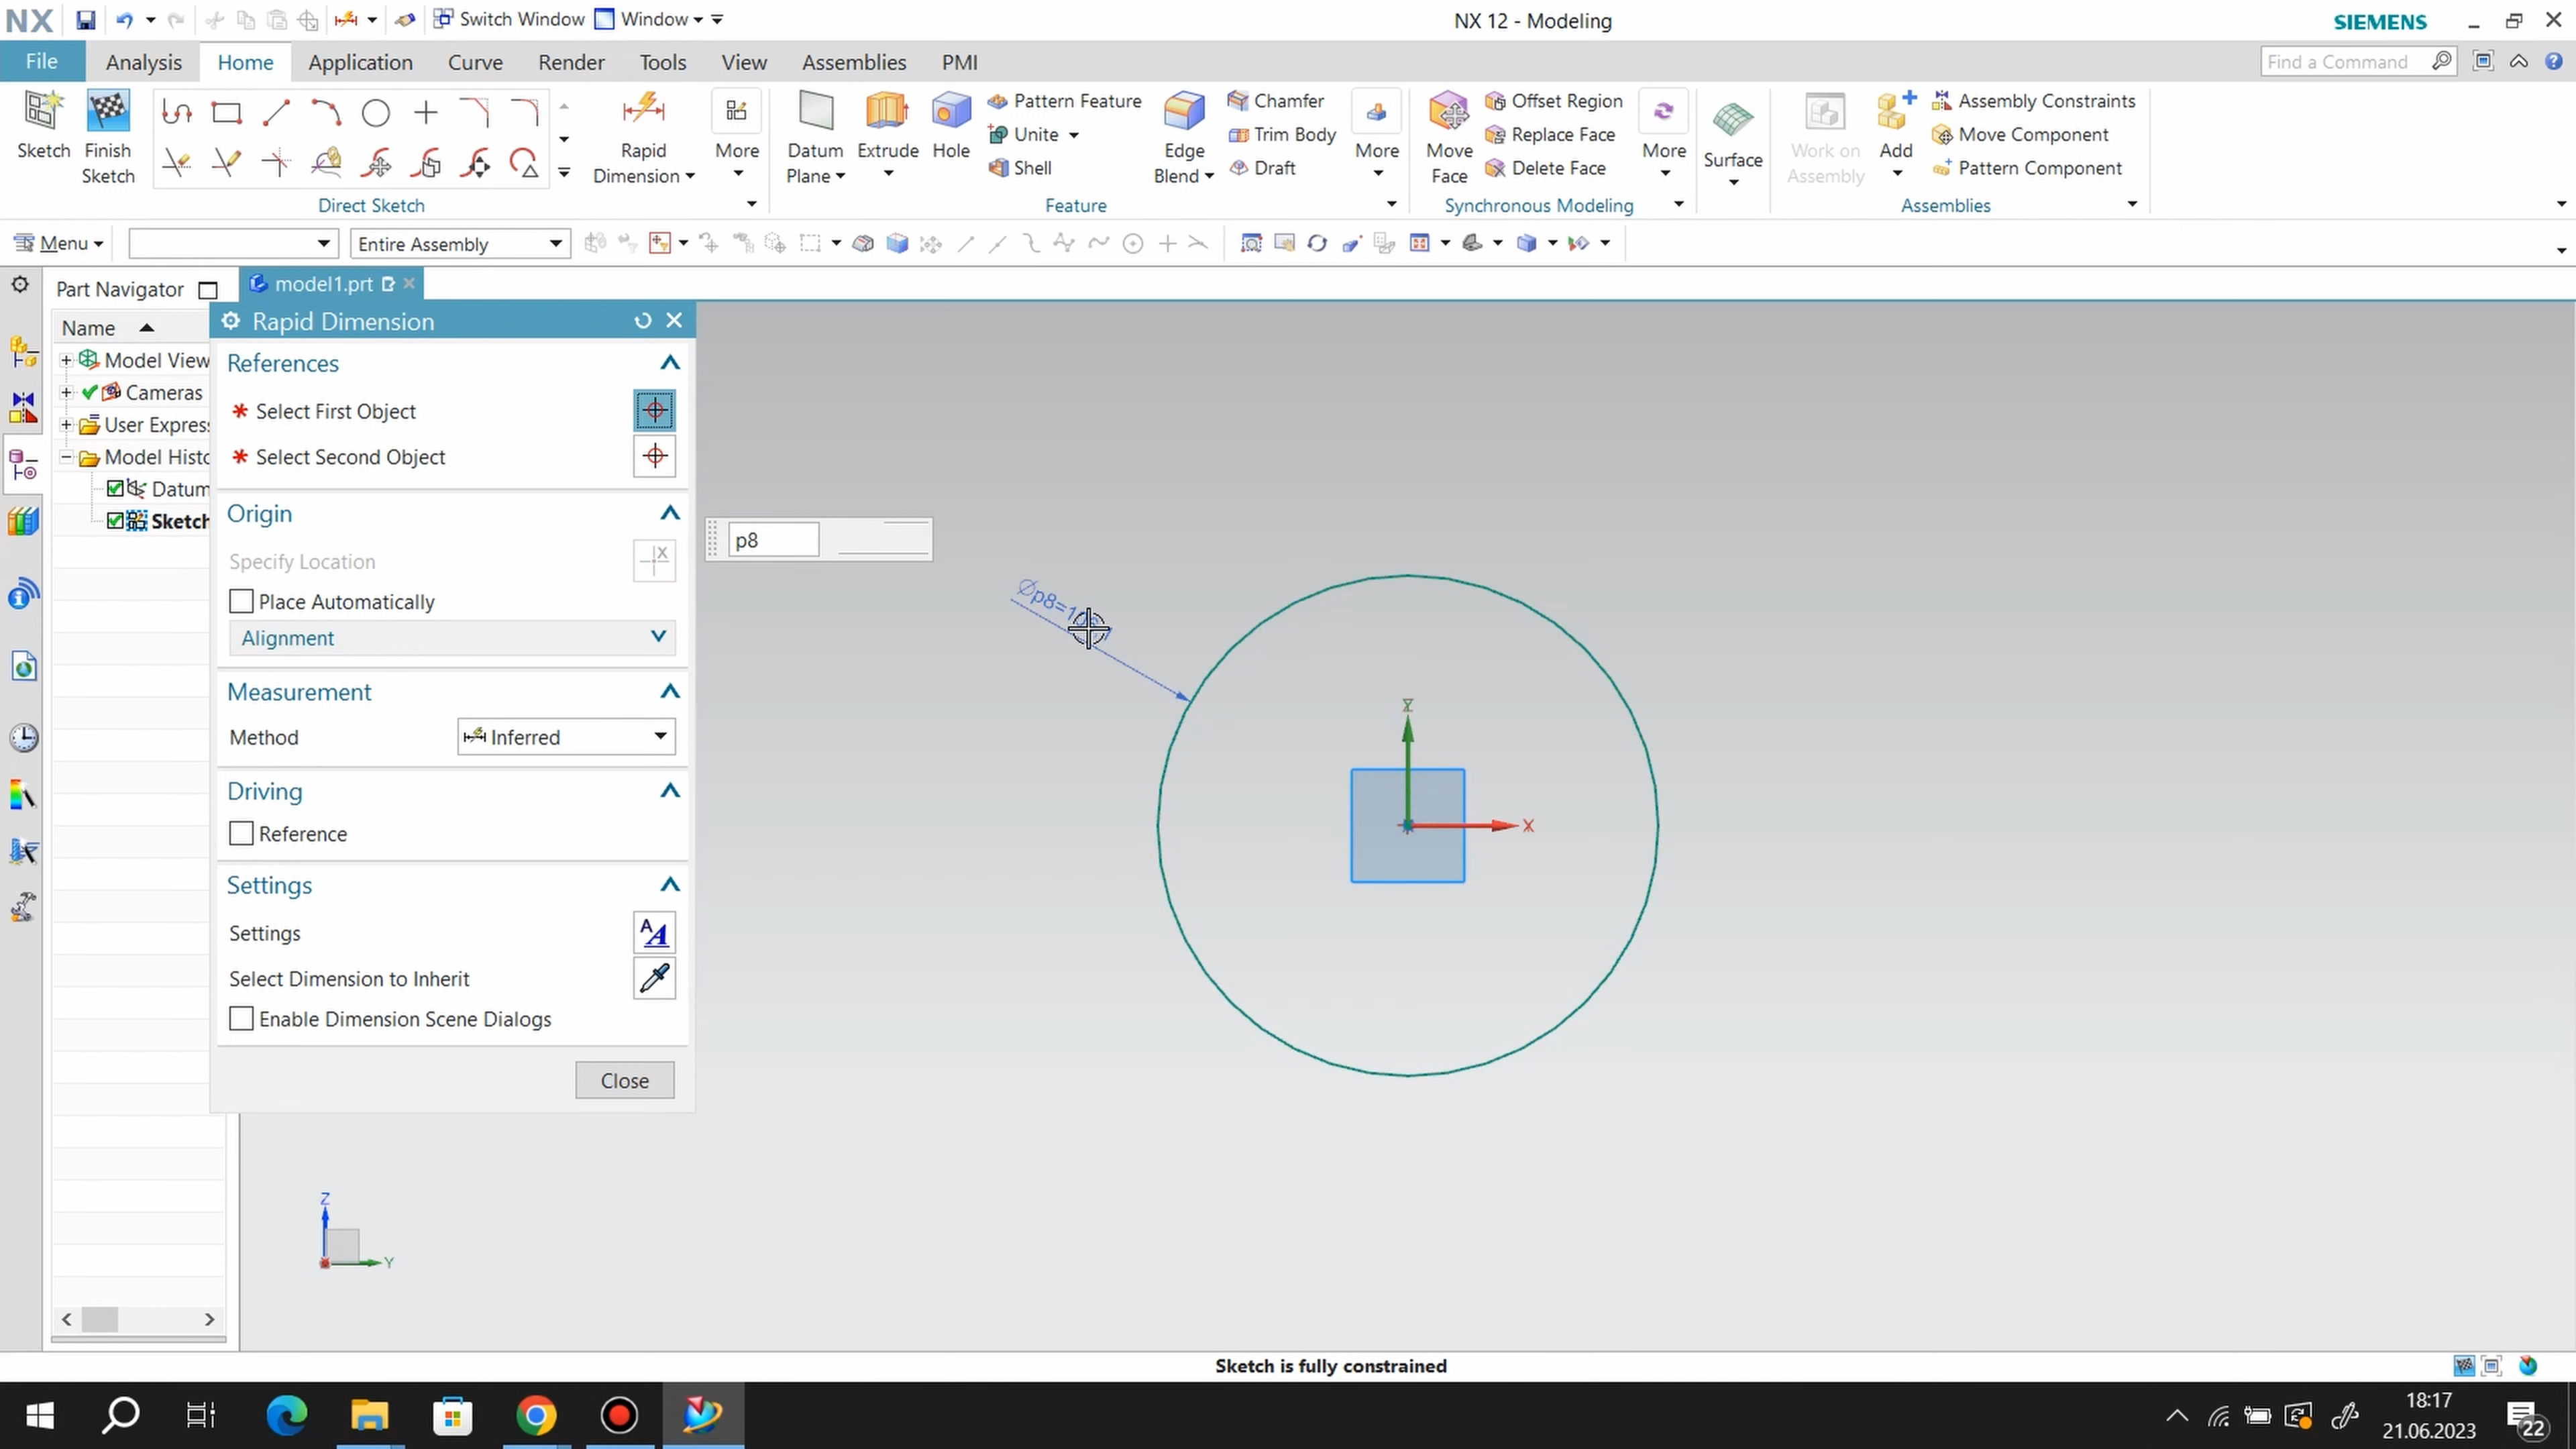 NX
Switch Window
Window
NX 12 - Modeling
SIEMENS
File
Analysis
Home
Application
Curve
Render
Tools
View
Assemblies
PMI
Find a Command
Sketch
Finish
Sketch
Rapid
Dimension
More
Direct Sketch
Datum
Plane
Extrude
Hole
Pattern Feature
Unite
Shell
Edge
Blend
Chamfer
Trim Body
Draft
More
Feature
Move
Face
Offset Region
Replace Face
Delete Face
More
Synchronous Modeling
Surface
Work on
Assembly
Add
Assembly Constraints
Move Component
Pattern Component
Assemblies
Menu
Entire Assembly
Part Navigator
model1.prt
Name
Model View
Cameras
User Expres
Model Histo
Datum
Sketch
Rapid Dimension
References
* Select First Object
* Select Second Object
Origin
Specify Location
Place Automatically
Alignment
Measurement
Method
Inferred
Driving
Reference
Settings
Settings
Select Dimension to Inherit
Enable Dimension Scene Dialogs
Close
p8
Z
X
Z
Y
Sketch is fully constrained
18:17
21.06.2023
22